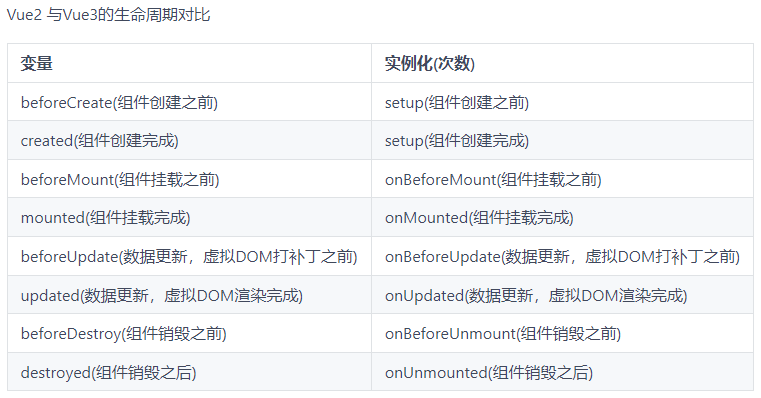 Vue2 与Vue3的生命周期对比
变量 实例化(次数)
beforeCreate(组件创建之前) setup(组件创建之前)
created(组件创建完成) setup(组件创建完成)
beforeMount(组件挂载之前) onBeforeMount(组件挂载之前)
mounted(组件挂载完成) onMounted(组件挂载完成)
beforeUpdate(数据更新，虚拟DOM打补丁之前) onBeforeUpdate(数据更新，虚拟DOM打补丁之前)
updated(数据更新，虚拟DOM渲染完成) onUpdated(数据更新，虚拟DOM渲染完成)
beforeDestroy(组件销毁之前) onBeforeUnmount(组件销毁之前)
destroyed(组件销毁之后) onUnmounted(组件销毁之后)